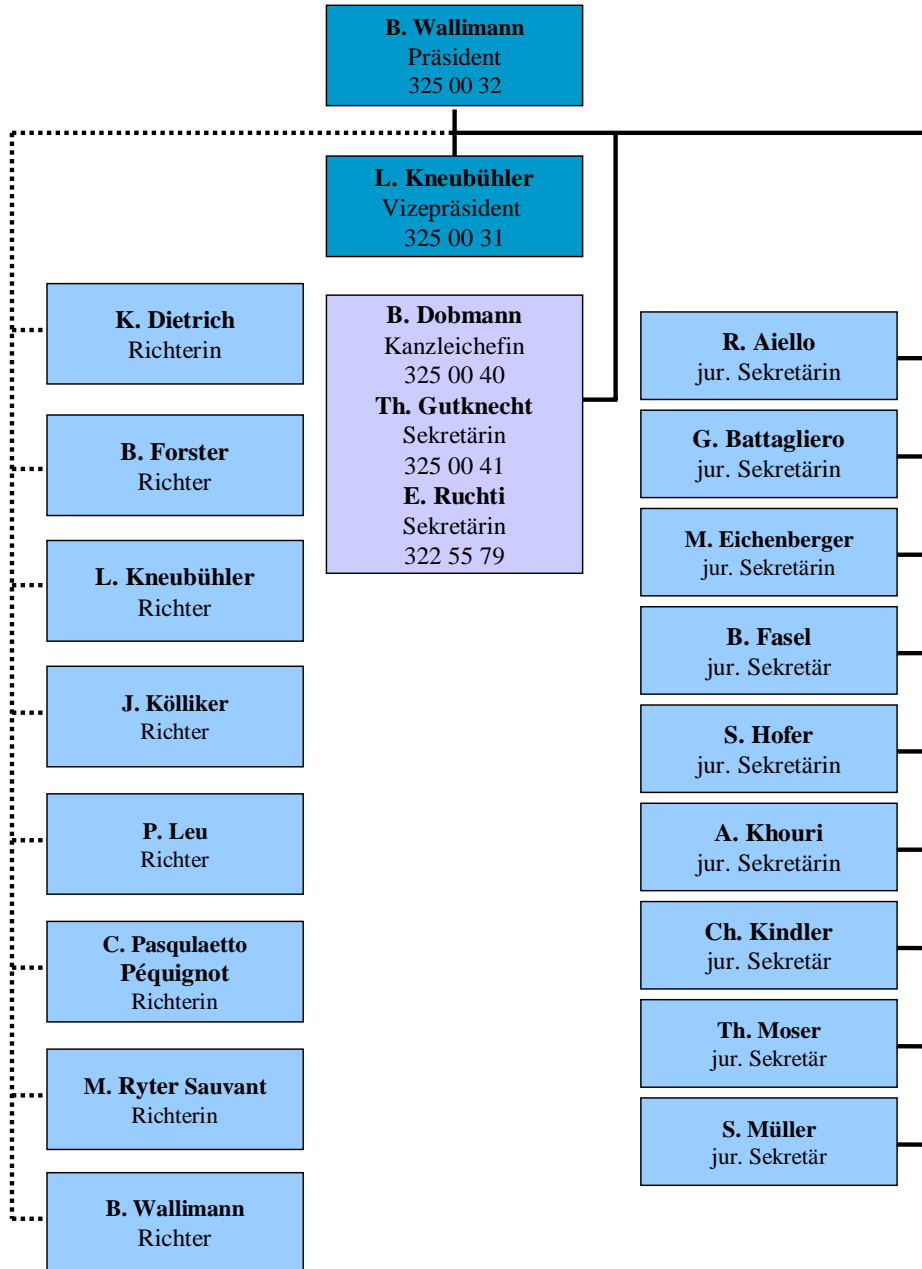 B. Wallimann
Präsident
325 00 32
L. Kneubühler
Vizepräsident
325 00 31
K. Dietrich
Richterin
B. Forster
Richter
L. Kneubühler
Richter
J. Kölliker
Richter
P. Leu
Richter
C. Pasqulaetto
Péquignot
Richterin
M. Ryter Sauvant
Richterin
B. Wallimann
Richter
B. Dobmann
Kanzleichefin
325 00 40
Th. Gutknecht
Sekretärin
325 00 41
E. Ruchti
Sekretärin
322 55 79
R. Aiello
jur. Sekretärin
G. Battagliero
jur. Sekretärin
M. Eichenberger
jur. Sekretärin
B. Fasel
jur. Sekretär
S. Hofer
jur. Sekretärin
A. Khouri
jur. Sekretärin
Ch. Kindler
jur. Sekretär
Th. Moser
jur. Sekretär
S. Müller
jur. Sekretär